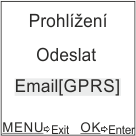 Prohlížení
Odeslat
Email[GPRS]
MENU⇨Exit OK⇨Enter